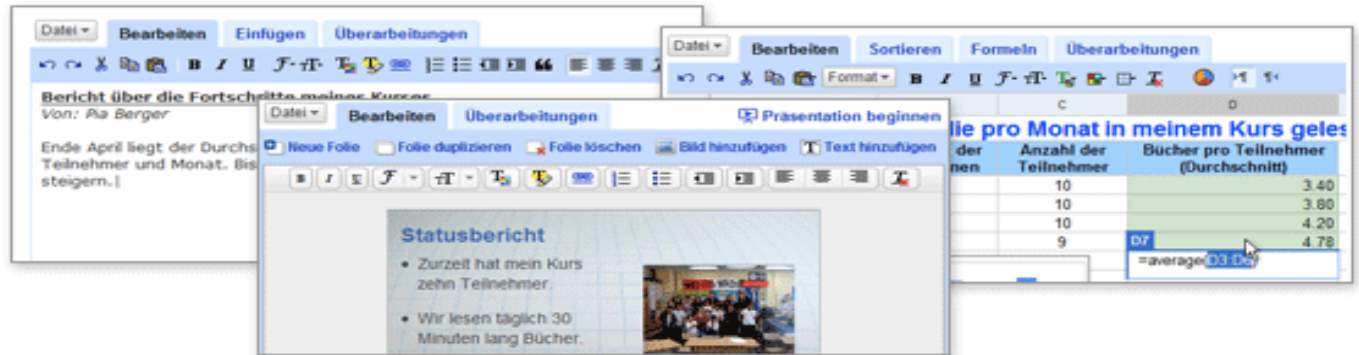 Datei
Bearbeiten Einfügen Überarbeitungen
B I U
Bericht über die Fortschritte meines Kurses
Von: Pia Berger
Ende April liegt der Durchs
Teilnehmer und Monat. Bis
steigern.
Datei
Bearbeiten Überarbeitungen Präsentation beginnen
Neue Folie Folie duplizieren Folie löschen Bild hinzufügen Text hinzufügen
B I U
Statusbericht
• Zurzeit hat mein Kurs
zehn Teilnehmer.
• Wir lesen täglich 30
Minuten lang Bücher.
Datei
Bearbeiten Sortieren Formeln Überarbeitungen
Format B I U
C D
die pro Monat in meinem Kurs geles
der Anzahl der Bücher pro Teilnehmer
nen Teilnehmer (Durchschnitt)
10 3.40
10 3.80
10 4.20
9 4.78
D7
=average(D3:D6